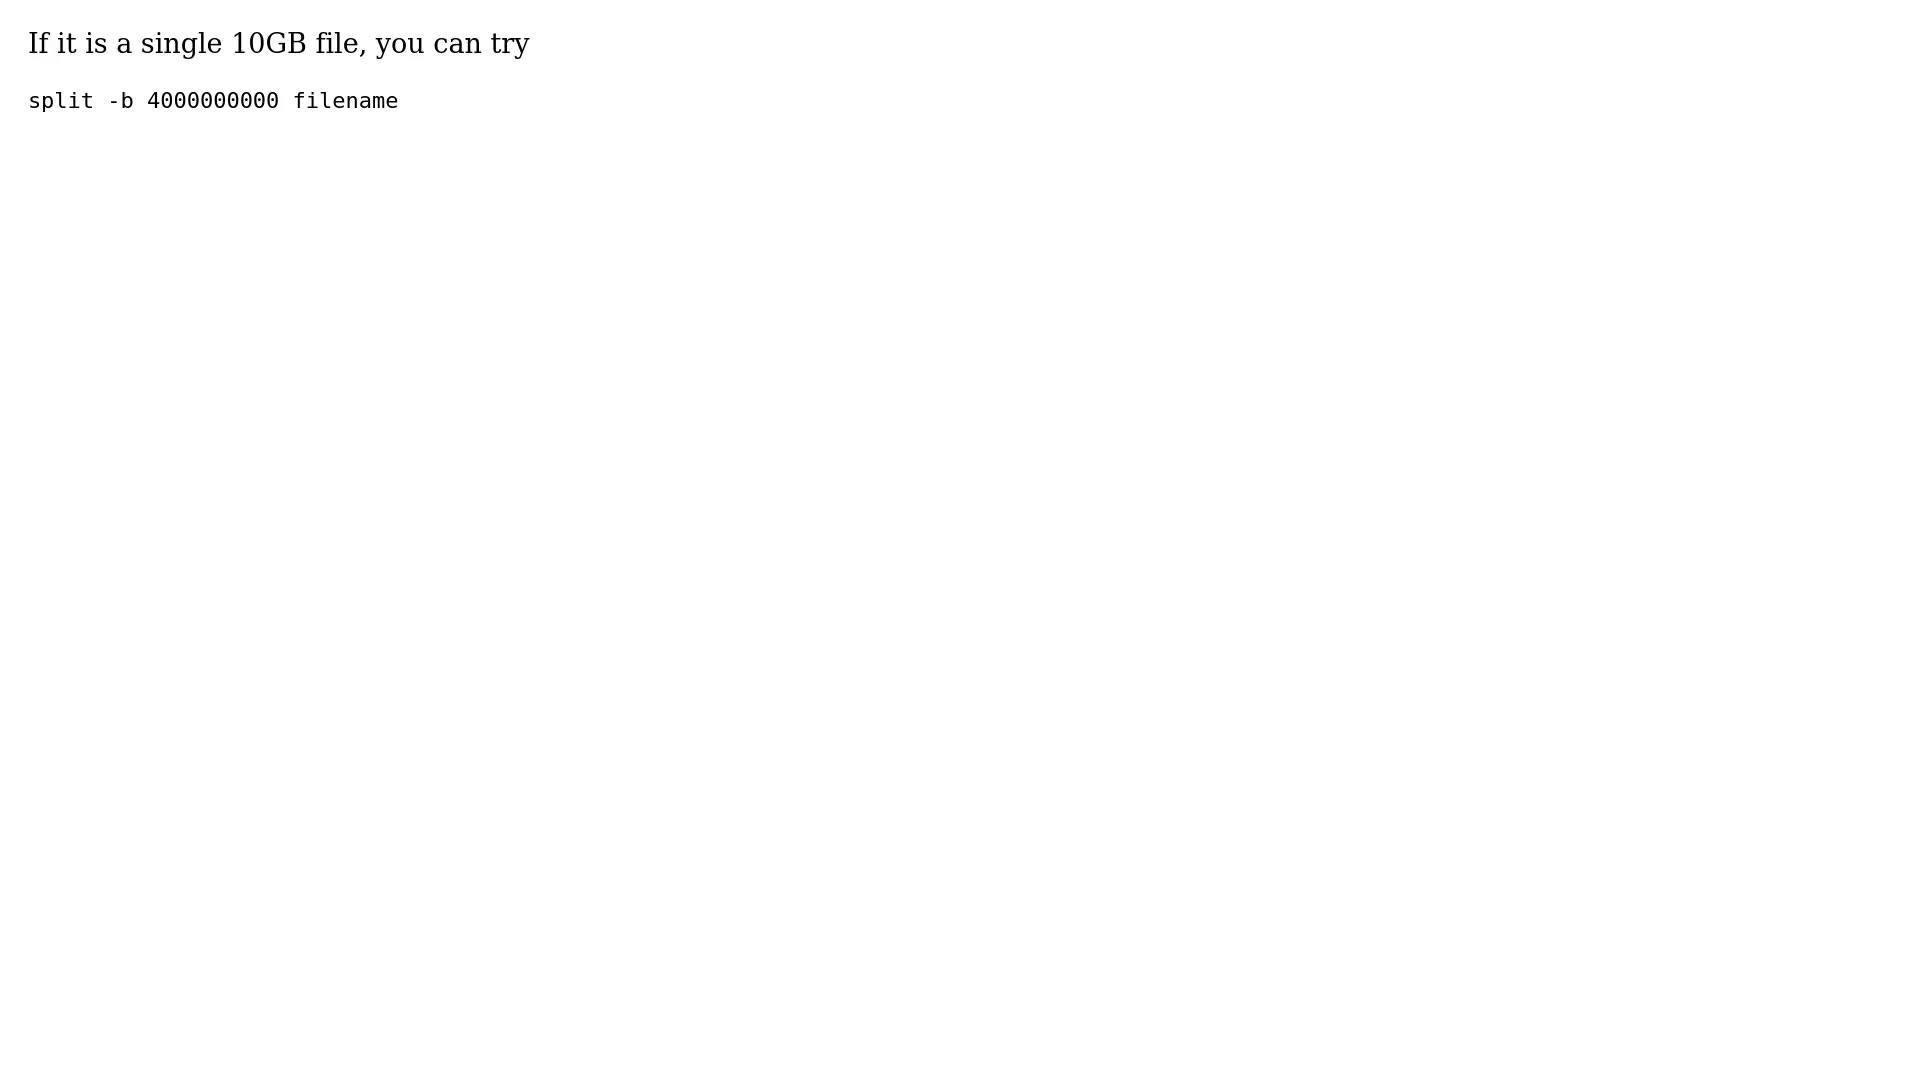 If it is a single 10GB file, you can try
split -b 4000000000 filename